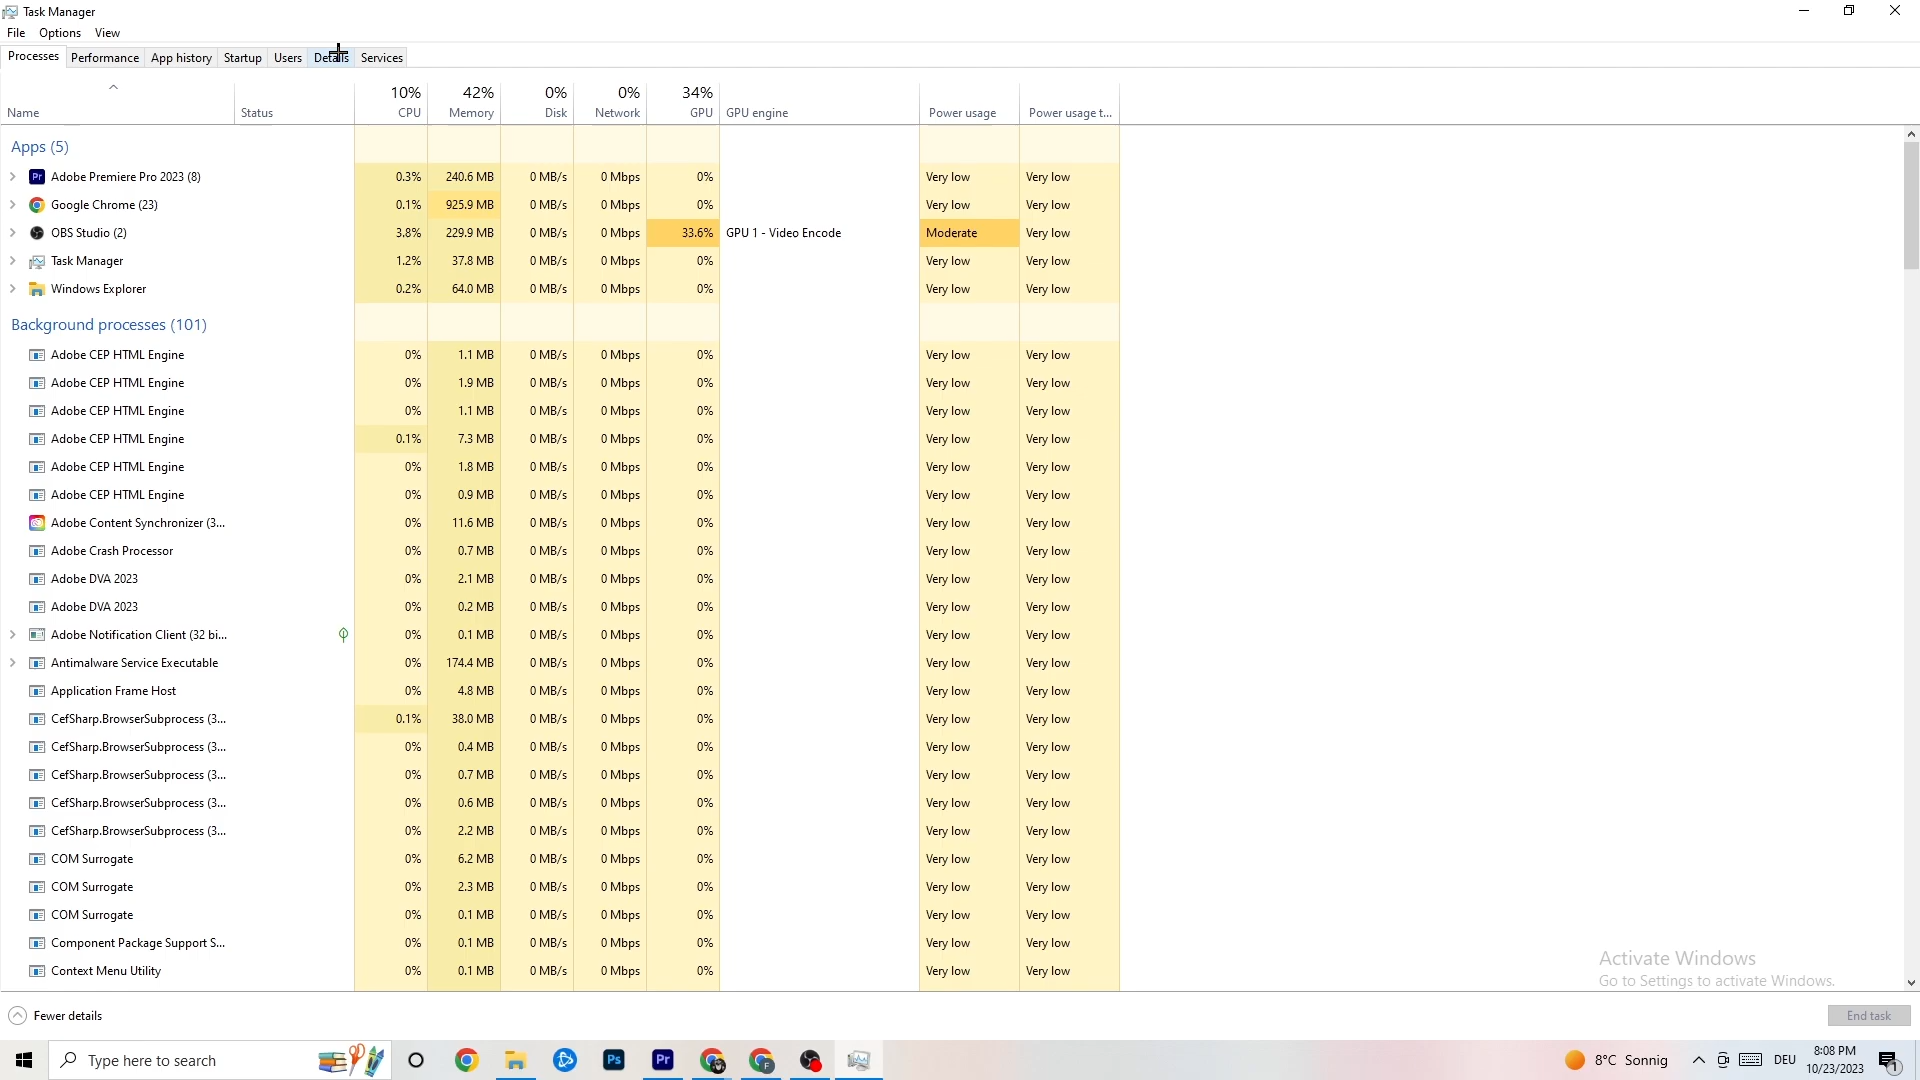 Task Manager
File Options View
Processes Performance App history Startup Users Details Services
10% 42% 0% 0% 34%
Name Status CPU Memory Disk Network GPU GPU engine Power usage Power usage t...
Apps (5)
Adobe Premiere Pro 2023 (8) 0.3% 240.6 MB 0 MB/s 0 Mbps 0% Very low Very low
Google Chrome (23) 0.1% 925.9 MB 0 MB/s 0 Mbps 0% Very low Very low
OBS Studio (2) 3.8% 229.9 MB 0 MB/s 0 Mbps 33.6% GPU 1 - Video Encode Moderate Very low
Task Manager 1.2% 37.8 MB 0 MB/s 0 Mbps 0% Very low Very low
Windows Explorer 0.2% 64.0 MB 0 MB/s 0 Mbps 0% Very low Very low
Background processes (101)
Adobe CEP HTML Engine 0% 1.1 MB 0 MB/s 0 Mbps 0% Very low Very low
Adobe CEP HTML Engine 0% 1.9 MB 0 MB/s 0 Mbps 0% Very low Very low
Adobe CEP HTML Engine 0% 1.1 MB 0 MB/s 0 Mbps 0% Very low Very low
Adobe CEP HTML Engine 0.1% 7.3 MB 0 MB/s 0 Mbps 0% Very low Very low
Adobe CEP HTML Engine 0% 1.8 MB 0 MB/s 0 Mbps 0% Very low Very low
Adobe CEP HTML Engine 0% 0.9 MB 0 MB/s 0 Mbps 0% Very low Very low
Adobe Content Synchronizer (3... 0% 11.6 MB 0 MB/s 0 Mbps 0% Very low Very low
Adobe Crash Processor 0% 0.7 MB 0 MB/s 0 Mbps 0% Very low Very low
Adobe DVA 2023 0% 2.1 MB 0 MB/s 0 Mbps 0% Very low Very low
Adobe DVA 2023 0% 0.2 MB 0 MB/s 0 Mbps 0% Very low Very low
Adobe Notification Client (32 bi... 0% 0.1 MB 0 MB/s 0 Mbps 0% Very low Very low
Antimalware Service Executable 0% 174.4 MB 0 MB/s 0 Mbps 0% Very low Very low
Application Frame Host 0% 4.8 MB 0 MB/s 0 Mbps 0% Very low Very low
CefSharp.BrowserSubprocess (3... 0.1% 38.0 MB 0 MB/s 0 Mbps 0% Very low Very low
CefSharp.BrowserSubprocess (3... 0% 0.4 MB 0 MB/s 0 Mbps 0% Very low Very low
CefSharp.BrowserSubprocess (3... 0% 0.7 MB 0 MB/s 0 Mbps 0% Very low Very low
CefSharp.BrowserSubprocess (3... 0% 0.6 MB 0 MB/s 0 Mbps 0% Very low Very low
CefSharp.BrowserSubprocess (3... 0% 2.2 MB 0 MB/s 0 Mbps 0% Very low Very low
COM Surrogate 0% 6.2 MB 0 MB/s 0 Mbps 0% Very low Very low
COM Surrogate 0% 2.3 MB 0 MB/s 0 Mbps 0% Very low Very low
COM Surrogate 0% 0.1 MB 0 MB/s 0 Mbps 0% Very low Very low
Component Package Support S... 0% 0.1 MB 0 MB/s 0 Mbps 0% Very low Very low
Context Menu Utility 0% 0.1 MB 0 MB/s 0 Mbps 0% Very low Very low
Activate Windows
Go to Settings to activate Windows.
Fewer details End task
Type here to search Ps Pr F 8°C Sonnig DEU 8:08 PM
10/23/2023 1